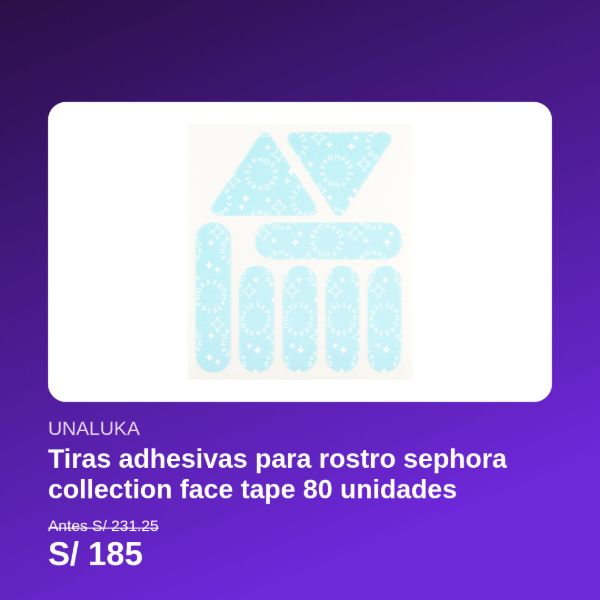 UNALUKA
Tiras adhesivas para rostro sephora
collection face tape 80 unidades
Antes S/ 231.25
S/ 185